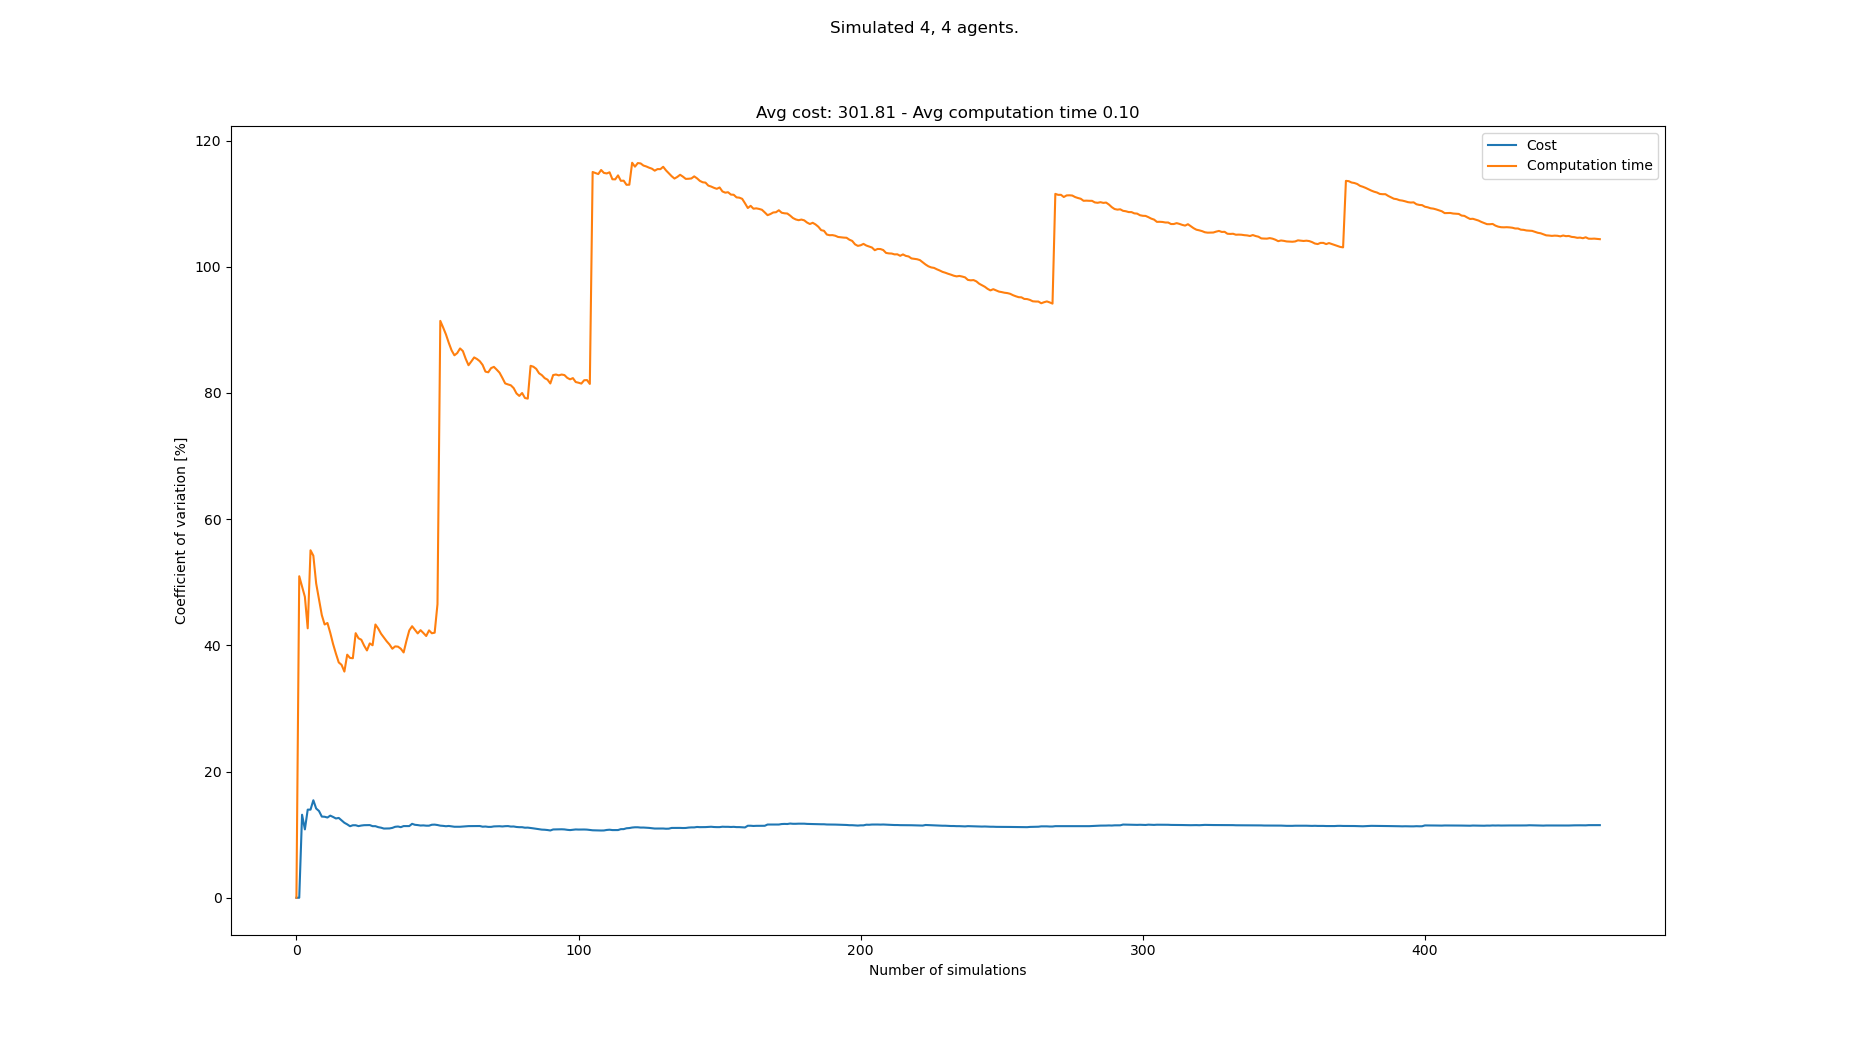 Simulated 4, 4 agents.
Avg cost: 301.81 - Avg computation time 0.10
Cost
Computation time
Coefficient of variation [%]
120
100
80
60
40
20
0
0 100 200 300 400
Number of simulations